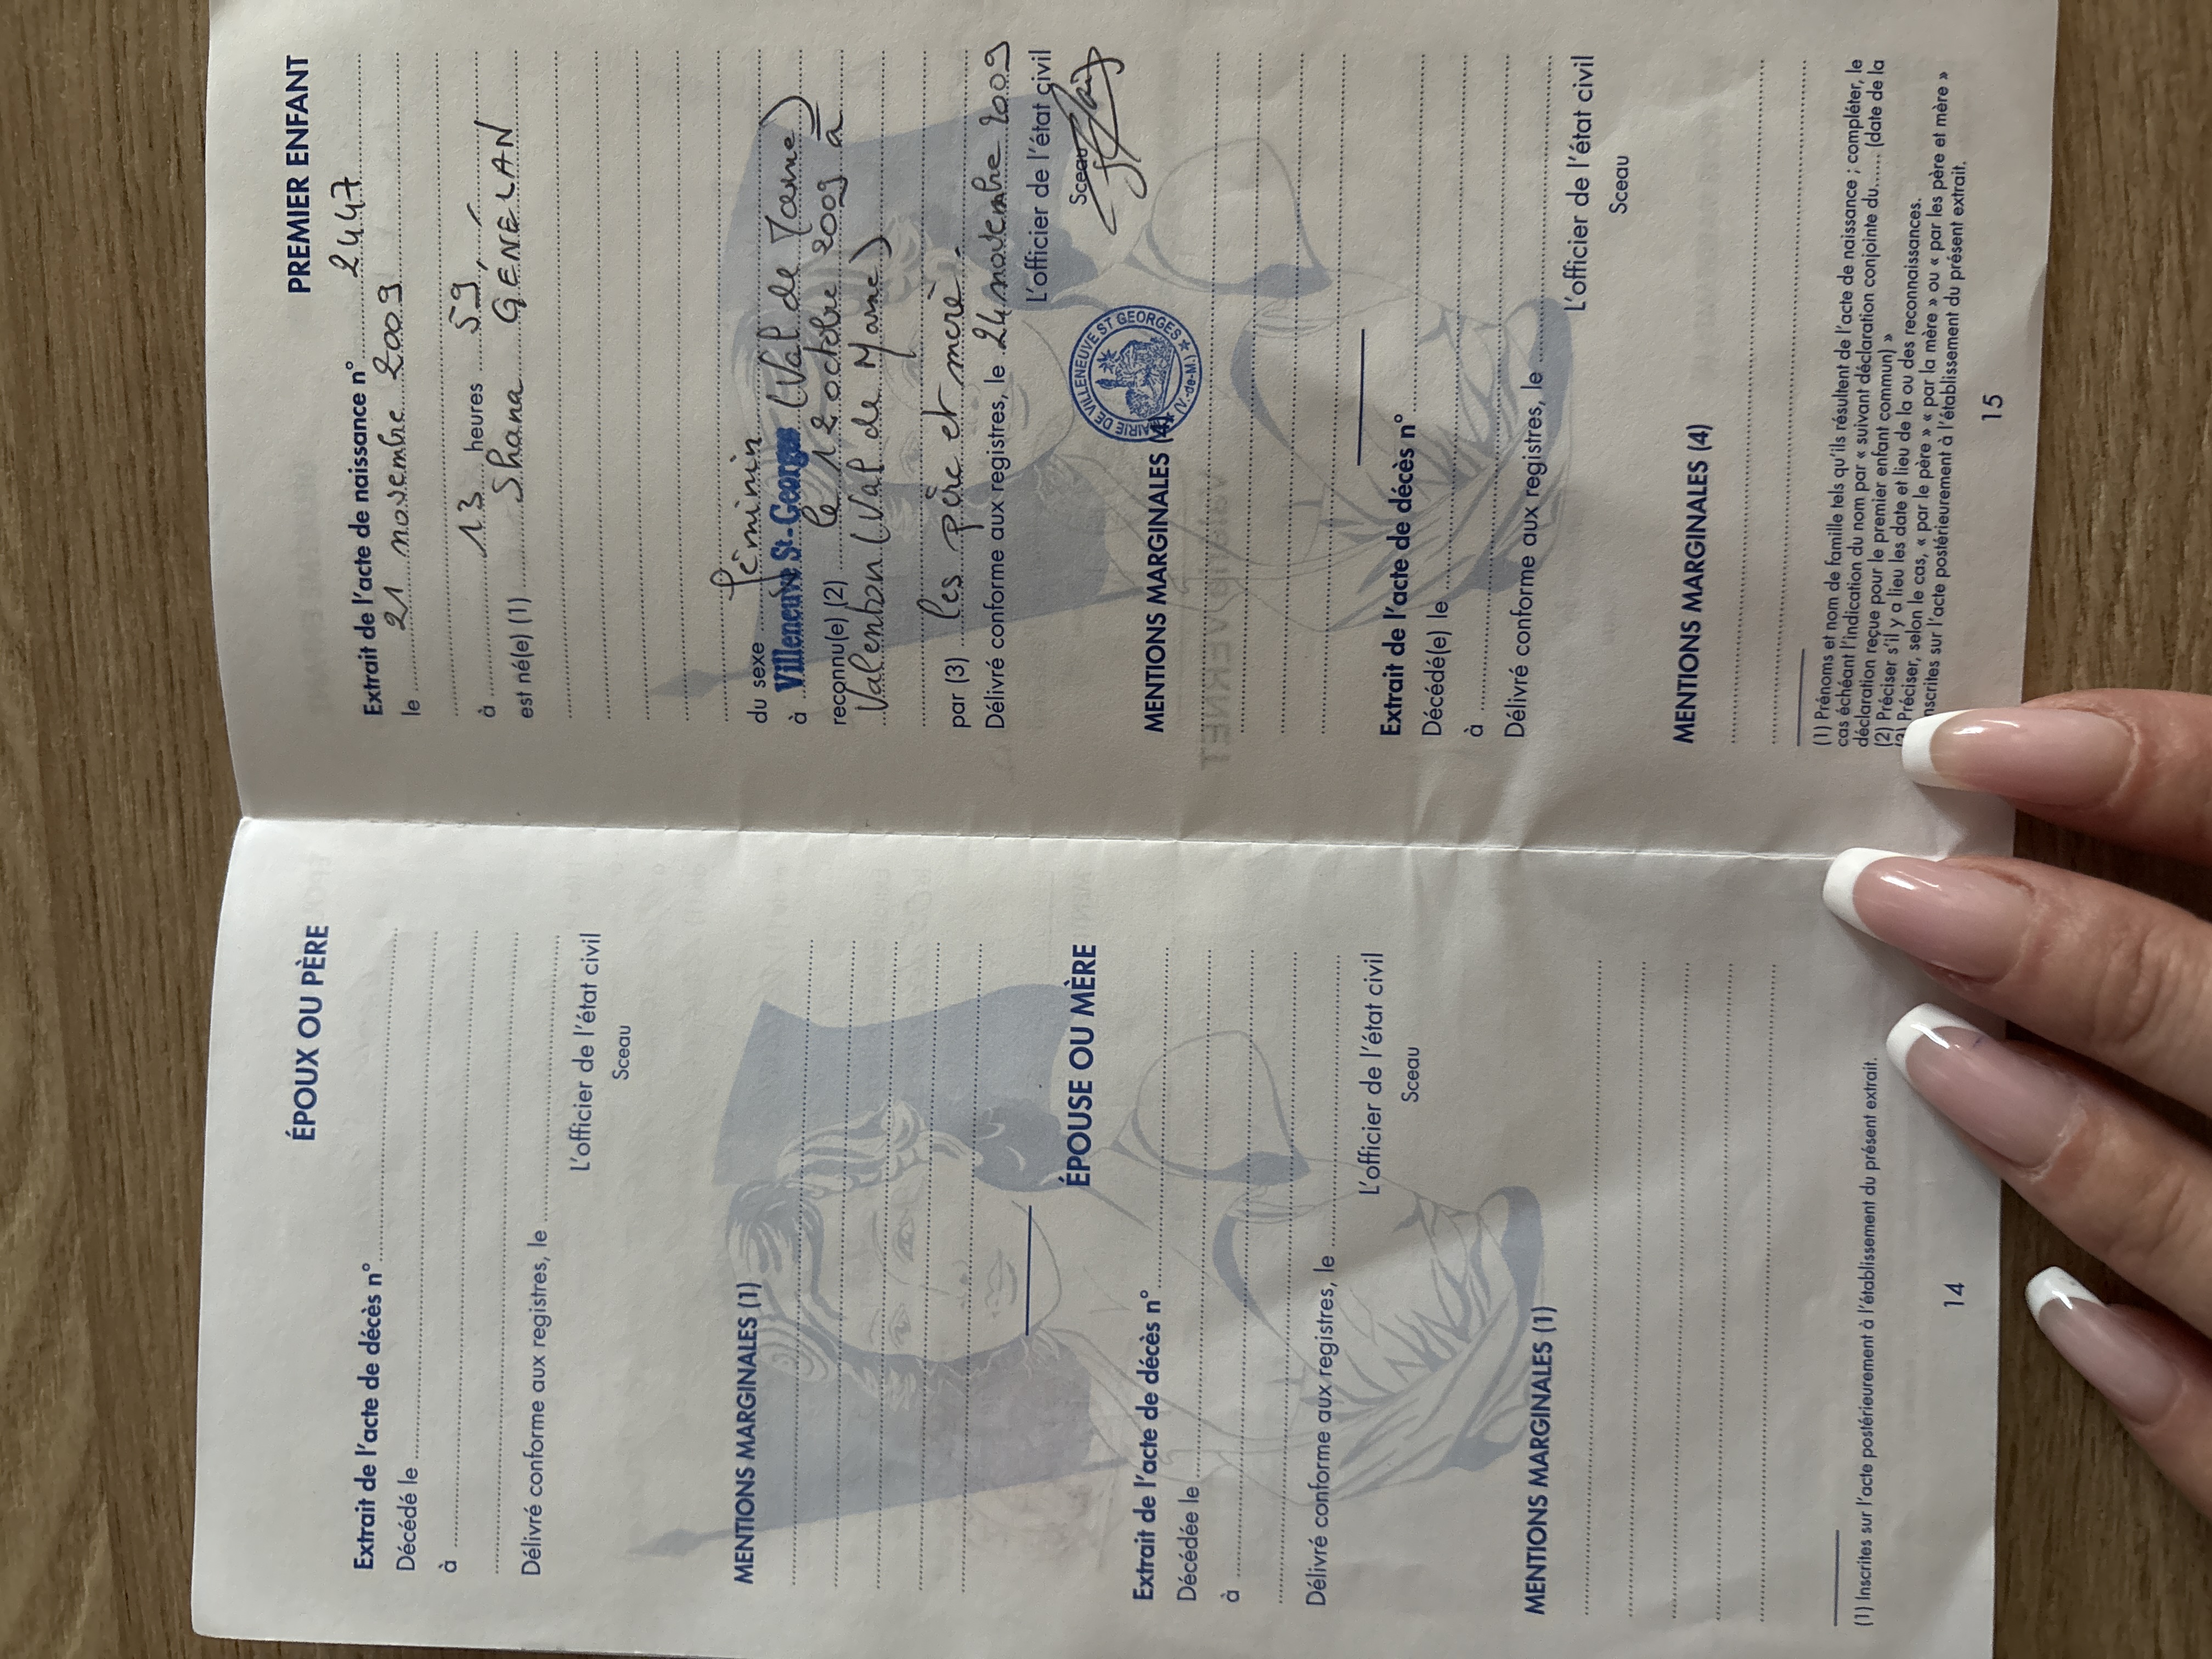 ÉPOUX OU PÈRE
Extrait de l'acte de décès n°
Décédé le
à
Délivré conforme aux registres, le
L'officier de l'état civil
Sceau
MENTIONS MARGINALES (1)
ÉPOUSE OU MÈRE
Extrait de l'acte de décès n°
Décédée le
à
Délivré conforme aux registres, le
L'officier de l'état civil
Sceau
MENTIONS MARGINALES (1)
(1) Inscrites sur l'acte postérieurement à l'établissement du présent extrait.
14
PREMIER ENFANT
Extrait de l'acte de naissance n° 2447
le 21 novembre 2009
à 13 heures 59,
est né(e) (1) Shana GENELAN
du sexe féminin
à Villeneuve St-Georges (Val de Marne)
reconnu(e) (2) le 12 octobre 2009 à
Valenton (Val de Marne)
par (3) les père et mère.
Délivré conforme aux registres, le 24 novembre 2009
L'officier de l'état civil
Sceau
MAIRIE DE VILLENEUVE ST GEORGES (V.-de-M.)
MENTIONS MARGINALES (4)
Extrait de l'acte de décès n°
Décédé(e) le
à
Délivré conforme aux registres, le
L'officier de l'état civil
Sceau
MENTIONS MARGINALES (4)
(1) Prénoms et nom de famille tels qu'ils résultent de l'acte de naissance ; compléter, le
cas échéant l'indication du nom par « suivant déclaration conjointe du...... (date de la
déclaration reçue pour le premier enfant commun) »
(2) Préciser s'il y a lieu les date et lieu de la ou des reconnaissances.
(3) Préciser, selon le cas, « par le père » « par la mère » ou « par les père et mère »
nscrites sur l'acte postérieurement à l'établissement du présent extrait.
15